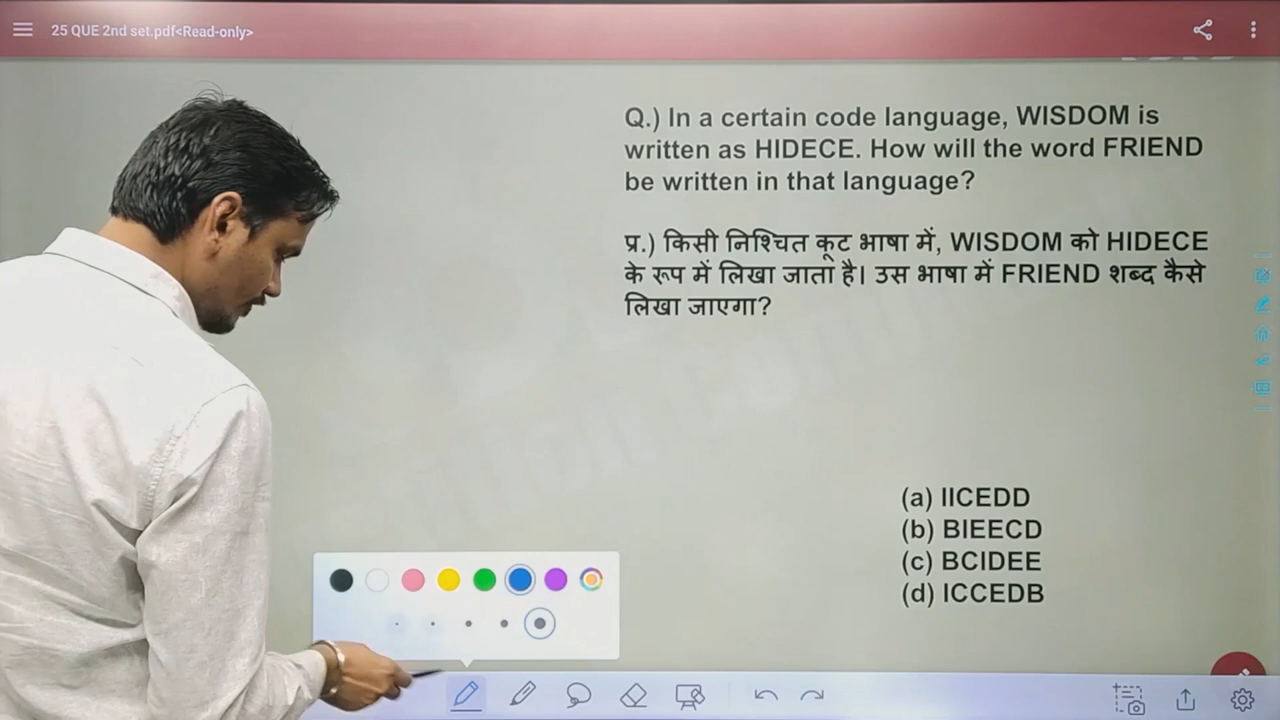 25 QUE 2nd set.pdf<Read-only>
Q.) In a certain code language, WISDOM is
written as HIDECE. How will the word FRIEND
be written in that language?
प्र.) किसी निश्चित कूट भाषा में, WISDOM को HIDECE
के रूप में लिखा जाता है। उस भाषा में FRIEND शब्द कैसे
लिखा जाएगा?
(a) IICEDD
(b) BIEECD
(c) BCIDEE
(d) ICCEDB